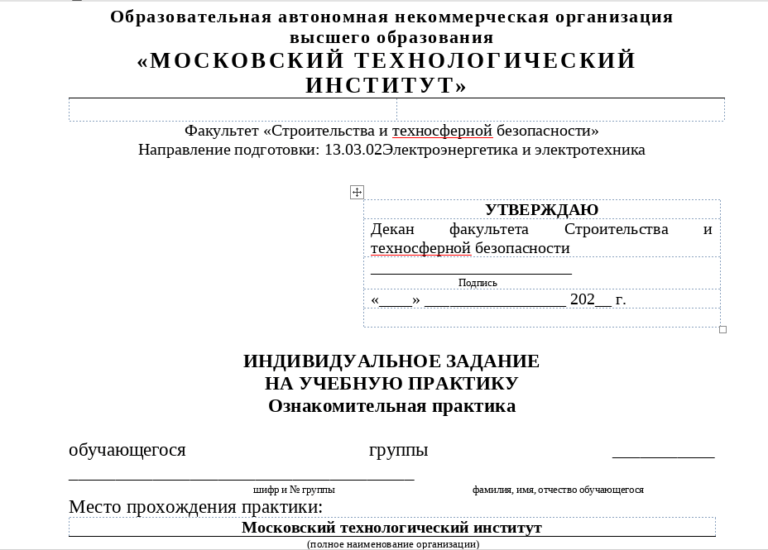 Образовательная автономная некоммерческая организация
высшего образования
«МОСКОВСКИЙ ТЕХНОЛОГИЧЕСКИЙ
ИНСТИТУТ»
Факультет «Строительства и техносферной безопасности»
Направление подготовки: 13.03.02Электроэнергетика и электротехника
УТВЕРЖДАЮ
Декан факультета Строительства и
техносферной безопасности
________________________
Подпись
«____» _________________ 202__ г.
ИНДИВИДУАЛЬНОЕ ЗАДАНИЕ
НА УЧЕБНУЮ ПРАКТИКУ
Ознакомительная практика
обучающегося группы ___________
_____________________________________
шифр и № группы фамилия, имя, отчество обучающегося
Место прохождения практики:
Московский технологический институт
(полное наименование организации)